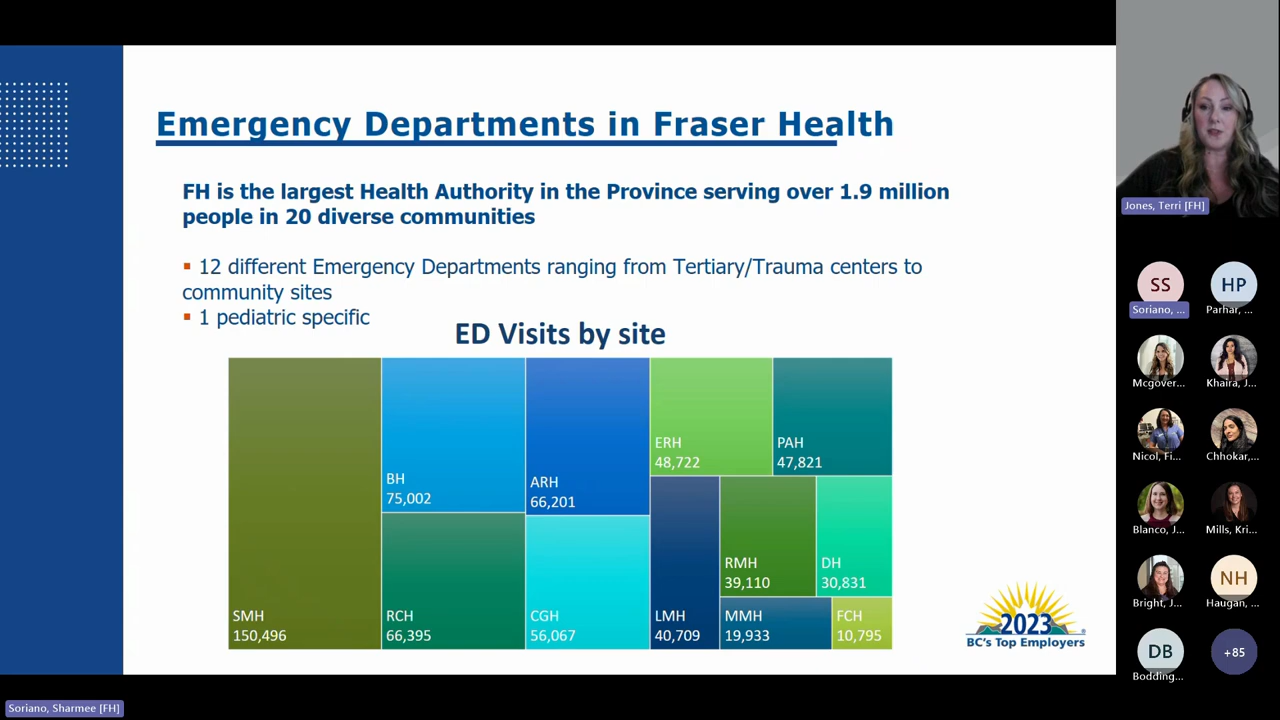 Emergency Departments in Fraser Health
FH is the largest Health Authority in the Province serving over 1.9 million
people in 20 diverse communities
▪ 12 different Emergency Departments ranging from Tertiary/Trauma centers to
community sites
▪ 1 pediatric specific
ED Visits by site
SMH
150,496
BH
75,002
RCH
66,395
ARH
66,201
CGH
56,067
ERH
48,722
PAH
47,821
LMH
40,709
RMH
39,110
DH
30,831
MMH
19,933
FCH
10,795
2023
BC's Top Employers
Jones, Terri [FH]
SS
HP
Soriano, ...
Parhar, ...
Mcgover...
Khaira, J...
Nicol, Fi...
Chhokar,...
Blanco, J...
Mills, Kri...
Bright, J...
NH
Haugan, ...
DB
+85
Bodding...
Soriano, Sharmee [FH]